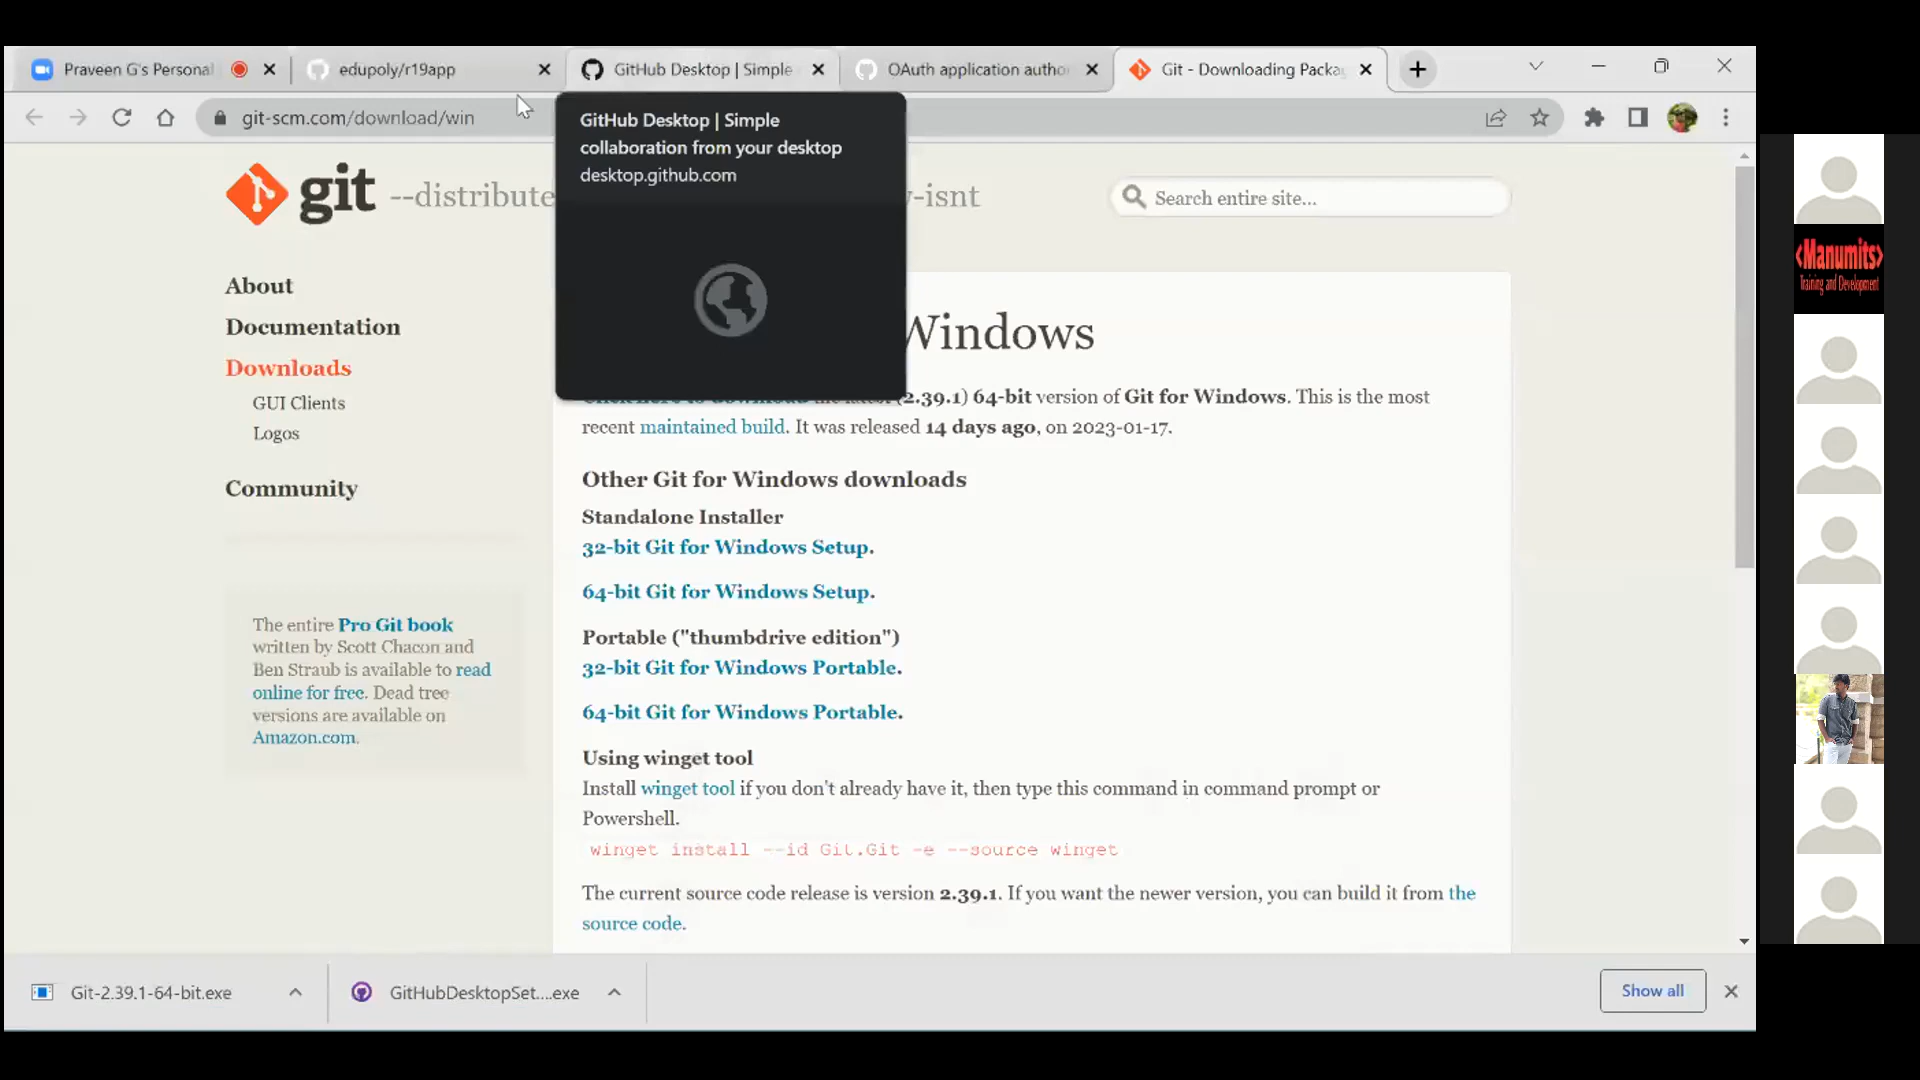 Praveen G's Personal
edupoly/r19app
GitHub Desktop | Simple
OAuth application autho
Git - Downloading Packa
git-scm.com/download/win
GitHub Desktop | Simple
collaboration from your desktop
desktop.github.com
git --distribute
-isnt
Search entire site...
About
Documentation
Downloads
GUI Clients
Logos
Community
The entire Pro Git book
written by Scott Chacon and
Ben Straub is available to read
online for free. Dead tree
versions are available on
Amazon.com.
Windows
(2.39.1) 64-bit version of Git for Windows. This is the most
recent maintained build. It was released 14 days ago, on 2023-01-17.
Other Git for Windows downloads
Standalone Installer
32-bit Git for Windows Setup.
64-bit Git for Windows Setup.
Portable ("thumbdrive edition")
32-bit Git for Windows Portable.
64-bit Git for Windows Portable.
Using winget tool
Install winget tool if you don't already have it, then type this command in command prompt or
Powershell.
winget install --id Git.Git -e --source winget
The current source code release is version 2.39.1. If you want the newer version, you can build it from the
source code.
Git-2.39.1-64-bit.exe
GitHubDesktopSet....exe
Show all
<Manumits>
Training and Development